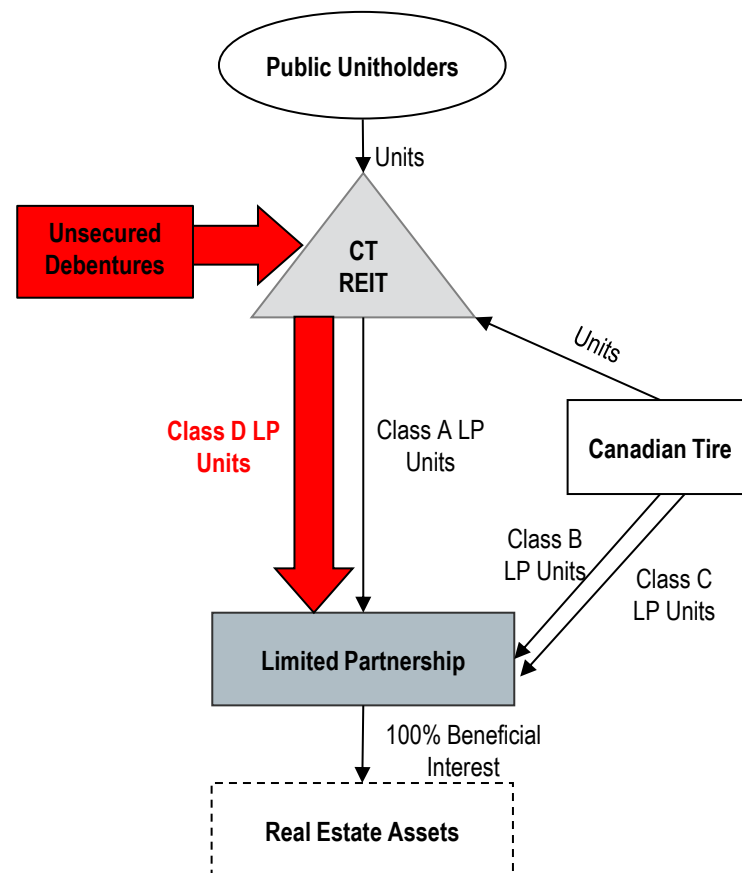 Public Unitholders
Units
Unsecured
Debentures
CT
REIT
Units
Class D LP
Units
Class A LP
Units
Canadian Tire
Class B
LP Units
Class C
LP Units
Limited Partnership
100% Beneficial
Interest
Real Estate Assets